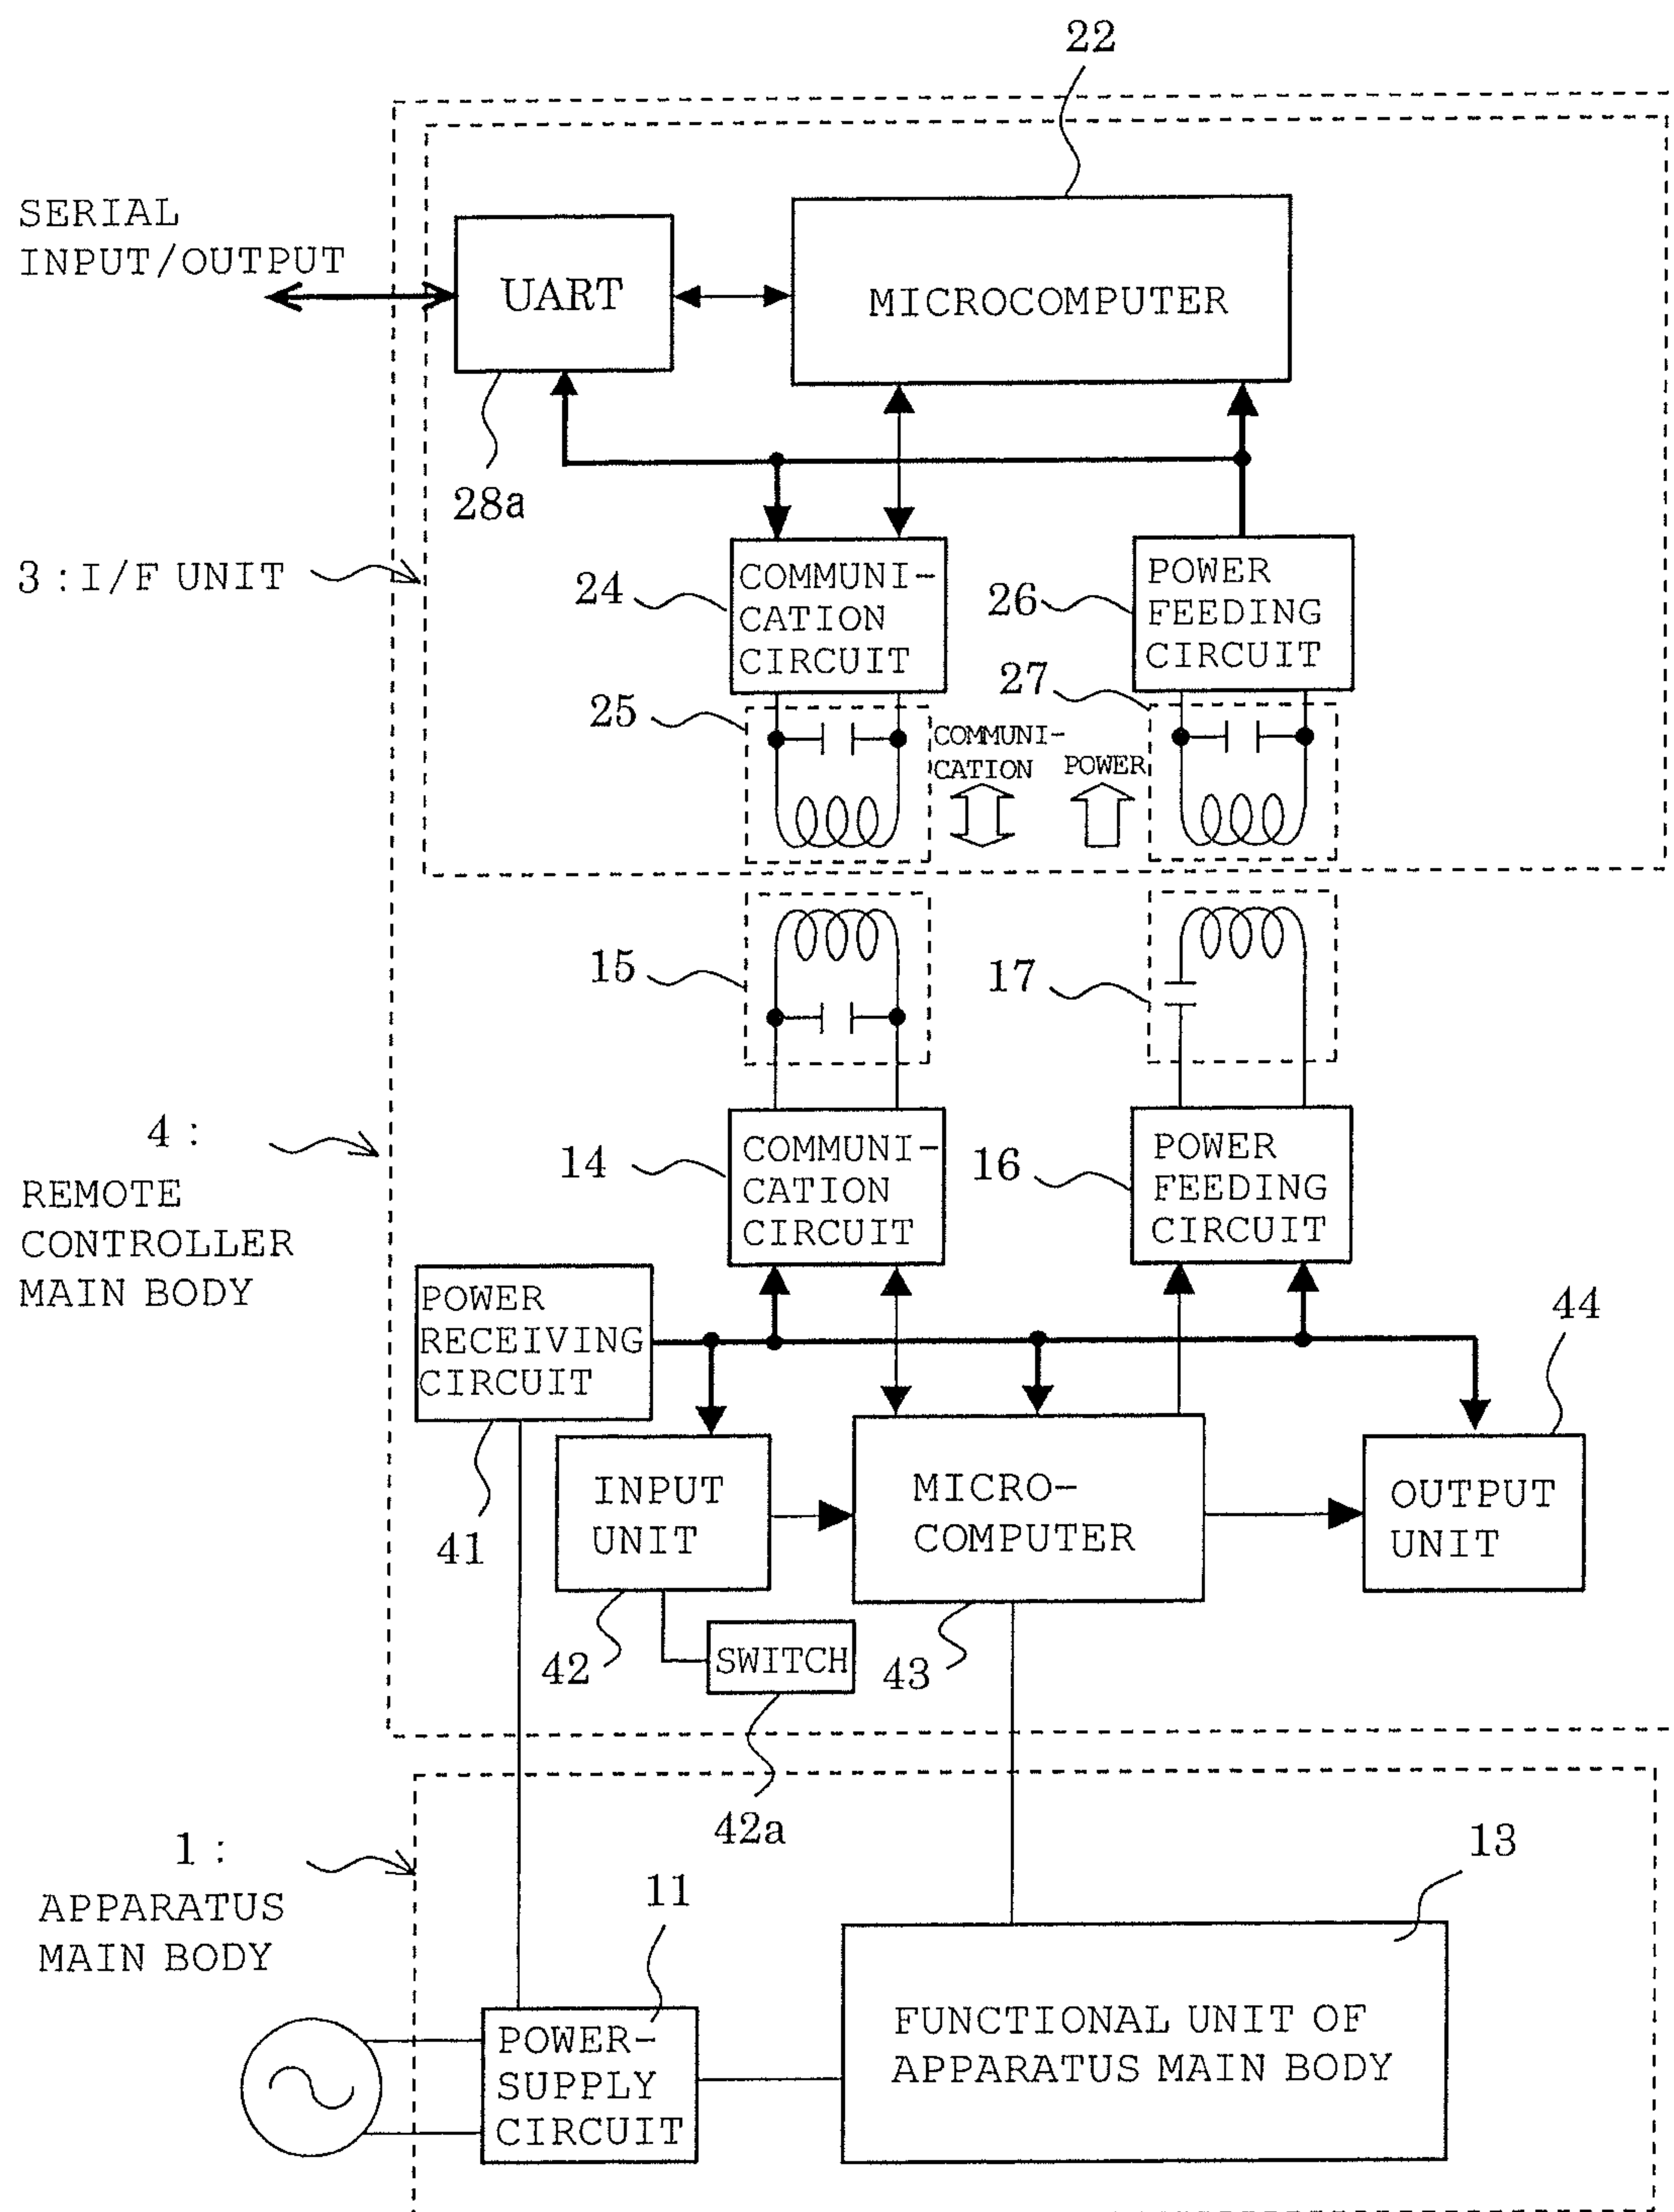 22
SERIAL
INPUT/OUTPUT
UART
MICROCOMPUTER
28a
3 : I/F UNIT
24
COMMUNI-
CATION
CIRCUIT
26
POWER
FEEDING
CIRCUIT
25
COMMUNI-
CATION
POWER
27
15
17
4 :
REMOTE
CONTROLLER
MAIN BODY
14
COMMUNI-
CATION
CIRCUIT
16
POWER
FEEDING
CIRCUIT
POWER
RECEIVING
CIRCUIT
44
41
INPUT
UNIT
MICRO-
COMPUTER
OUTPUT
UNIT
42
SWITCH
43
42a
1 :
APPARATUS
MAIN BODY
11
13
POWER-
SUPPLY
CIRCUIT
FUNCTIONAL UNIT OF
APPARATUS MAIN BODY